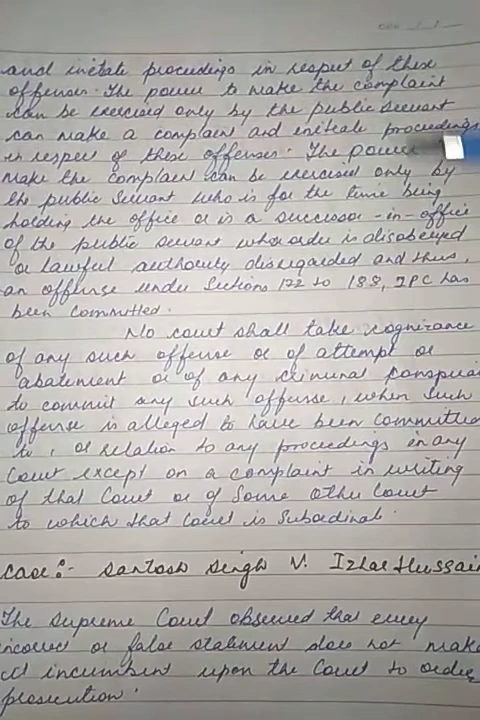 and initate proceedings in respect of these
offenses. The power to make the complaint
can be exercised only by the public servant
can make a complain and initiate proceedings
in respect of these offenses. The power
make the complain can be exercised only by
the public servant who is for the time being
holding the office or is a successor-in-office
of the public servant whose order is disobeyed
or lawful authority disregarded and thus,
an offense under Sections 172 to 188, IPC has
been committed.
No court shall take cognizance
of any such offense or of attempt or
abatement or of any criminal conspira
to commit any such offense, when such
offense is alleged to have been committed
to, or relation to any proceedings in any
Court except on a complaint in writing
of that Court or of some other Court
to which that Court is subordinal.
Case:- Santosh Singh V. Izhar Hussain
The Supreme Court observed that every
incorrect or false statement does not make
it incumbent upon the Court to order
prosecution.